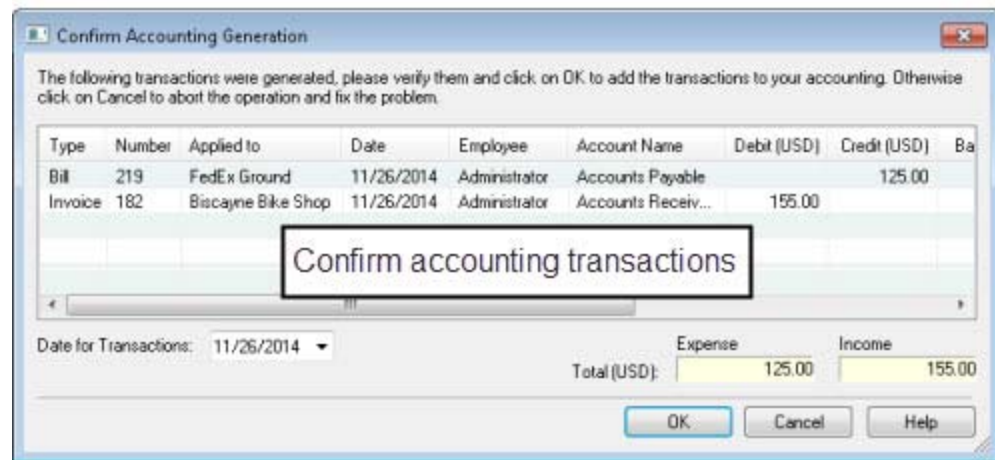 Confirm Accounting Generation
The following transactions were generated, please verify them and click on OK to add the transactions to your accounting. Otherwise
click on Cancel to abort the operation and fix the problem.
Type Number Applied to Date Employee Account Name Debit (USD) Credit (USD) Ba
Bill 219 FedEx Ground 11/26/2014 Administrator Accounts Payable 125.00
Invoice 182 Biscayne Bike Shop 11/26/2014 Administrator Accounts Receiv... 155.00
Confirm accounting transactions
Date for Transactions: 11/26/2014
Expense Income
Total (USD): 125.00 155.00
OK Cancel Help